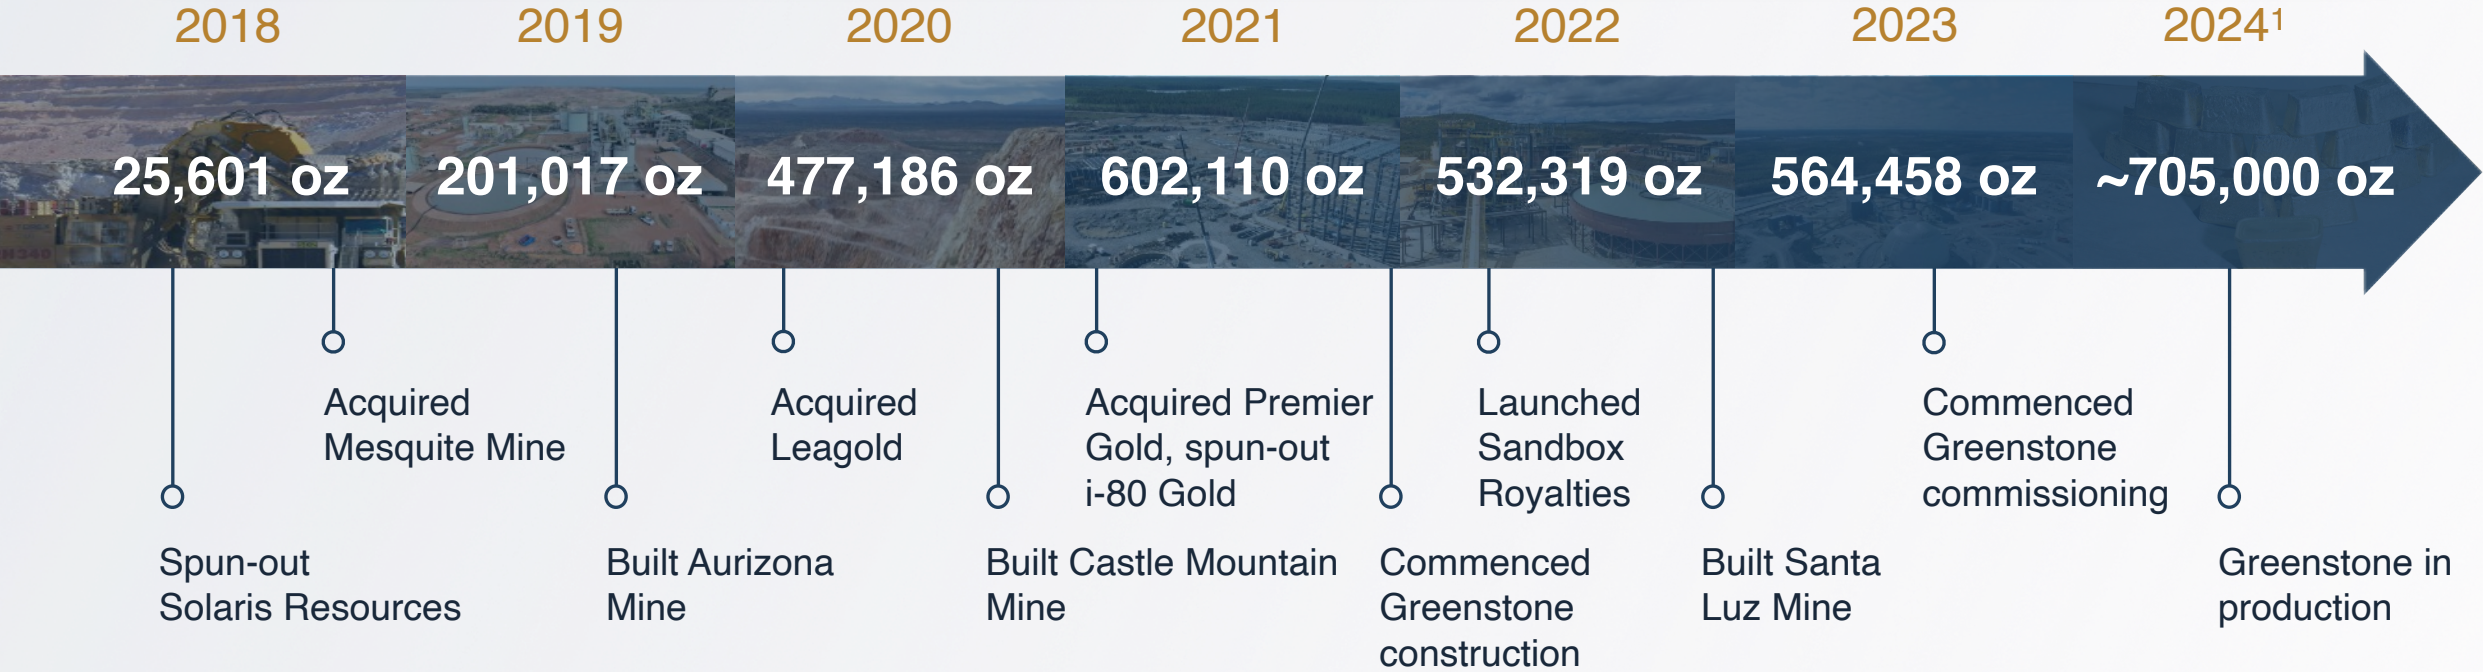 2018
2019
2020
2021
2022
2023
2024¹
25,601 oz
201,017 oz
477,186 oz
602,110 oz
532,319 oz
564,458 oz
~705,000 oz
Acquired
Mesquite Mine
Acquired
Leagold
Acquired Premier
Gold, spun-out
i-80 Gold
Launched
Sandbox
Royalties
Commenced
Greenstone
commissioning
Spun-out
Solaris Resources
Built Aurizona
Mine
Built Castle Mountain
Mine
Commenced
Greenstone
construction
Built Santa
Luz Mine
Greenstone in
production